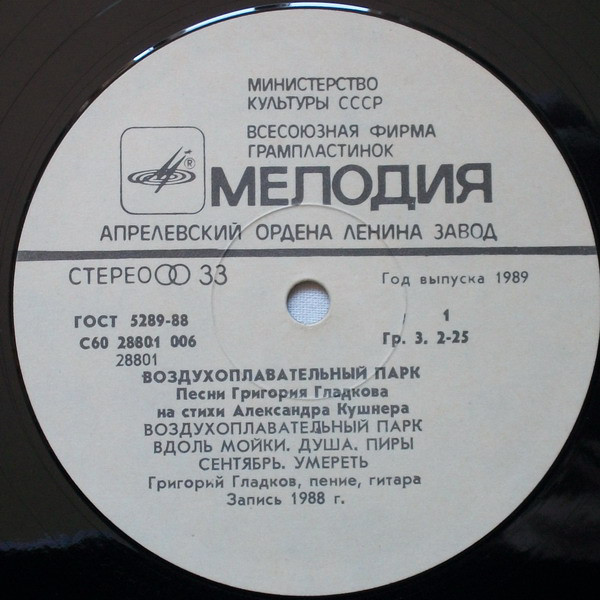 МИНИСТЕРСТВО
КУЛЬТУРЫ СССР
ВСЕСОЮЗНАЯ ФИРМА
ГРАМПЛАСТИНОК
®
МЕЛОДИЯ
АПРЕЛЕВСКИЙ ОРДЕНА ЛЕНИНА ЗАВОД
СТЕРЕО 33
Год выпуска 1989
ГОСТ 5289-88
1
С60 28801 006
Гр. 3. 2-25
28801
ВОЗДУХОПЛАВАТЕЛЬНЫЙ ПАРК
Песни Григория Гладкова
на стихи Александра Кушнера
ВОЗДУХОПЛАВАТЕЛЬНЫЙ ПАРК
ВДОЛЬ МОЙКИ. ДУША. ПИРЫ
СЕНТЯБРЬ. УМЕРЕТЬ
Григорий Гладков, пение, гитара
Запись 1988 г.